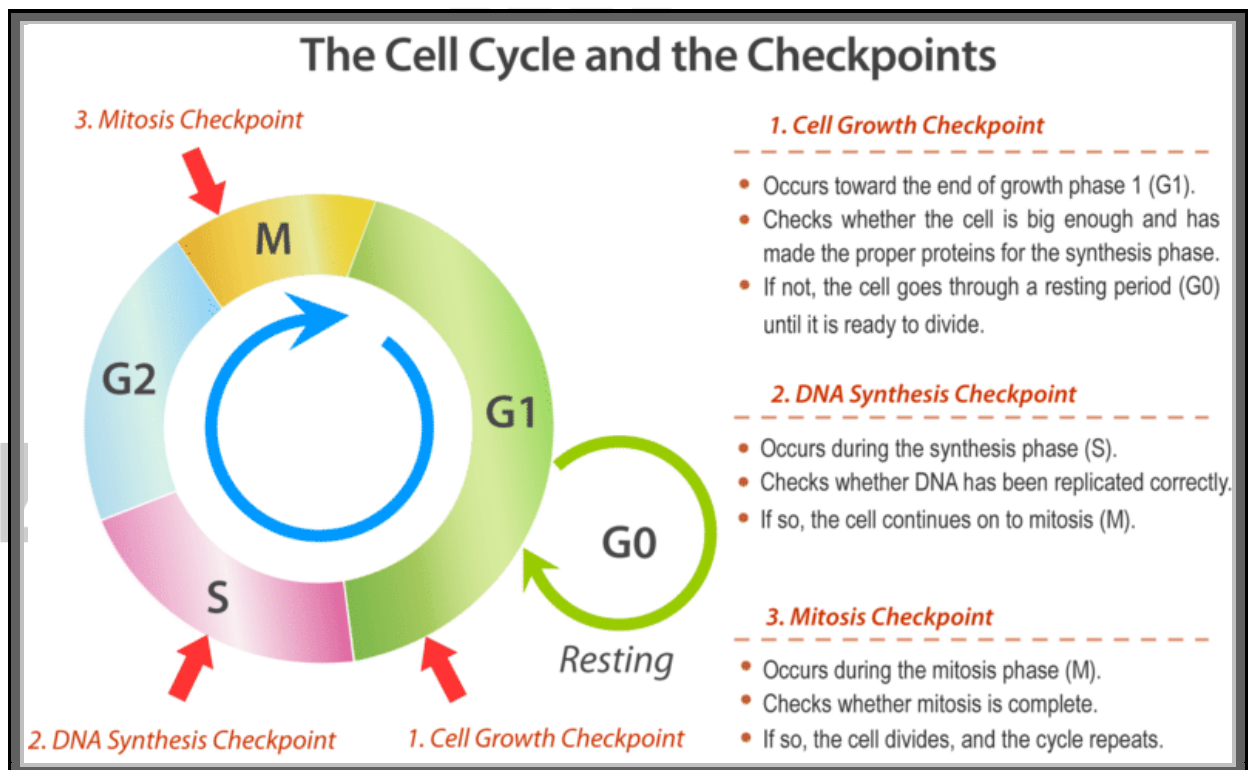 The Cell Cycle and the Checkpoints
3. Mitosis Checkpoint
M
G2
G1
S
G0
Resting
2. DNA Synthesis Checkpoint
1. Cell Growth Checkpoint
1. Cell Growth Checkpoint
• Occurs toward the end of growth phase 1 (G1).
• Checks whether the cell is big enough and has
made the proper proteins for the synthesis phase.
• If not, the cell goes through a resting period (G0)
until it is ready to divide.
2. DNA Synthesis Checkpoint
• Occurs during the synthesis phase (S).
• Checks whether DNA has been replicated correctly.
• If so, the cell continues on to mitosis (M).
3. Mitosis Checkpoint
• Occurs during the mitosis phase (M).
• Checks whether mitosis is complete.
• If so, the cell divides, and the cycle repeats.